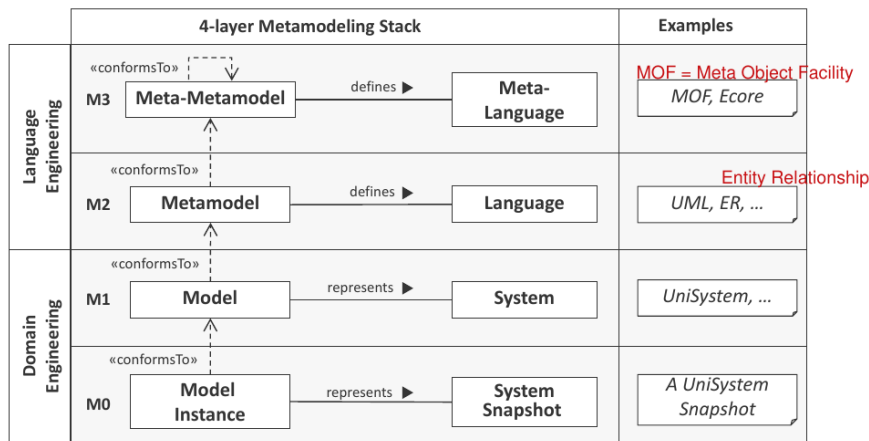 4-layer Metamodeling Stack
Examples
Language
Engineering
«conformsTo»
M3
Meta-Metamodel
defines ▶
Meta-
Language
MOF = Meta Object Facility
MOF, Ecore
«conformsTo»
M2
Metamodel
defines ▶
Language
Entity Relationship
UML, ER, ...
Domain
Engineering
«conformsTo»
M1
Model
represents ▶
System
UniSystem, ...
«conformsTo»
M0
Model
Instance
represents ▶
System
Snapshot
A UniSystem
Snapshot